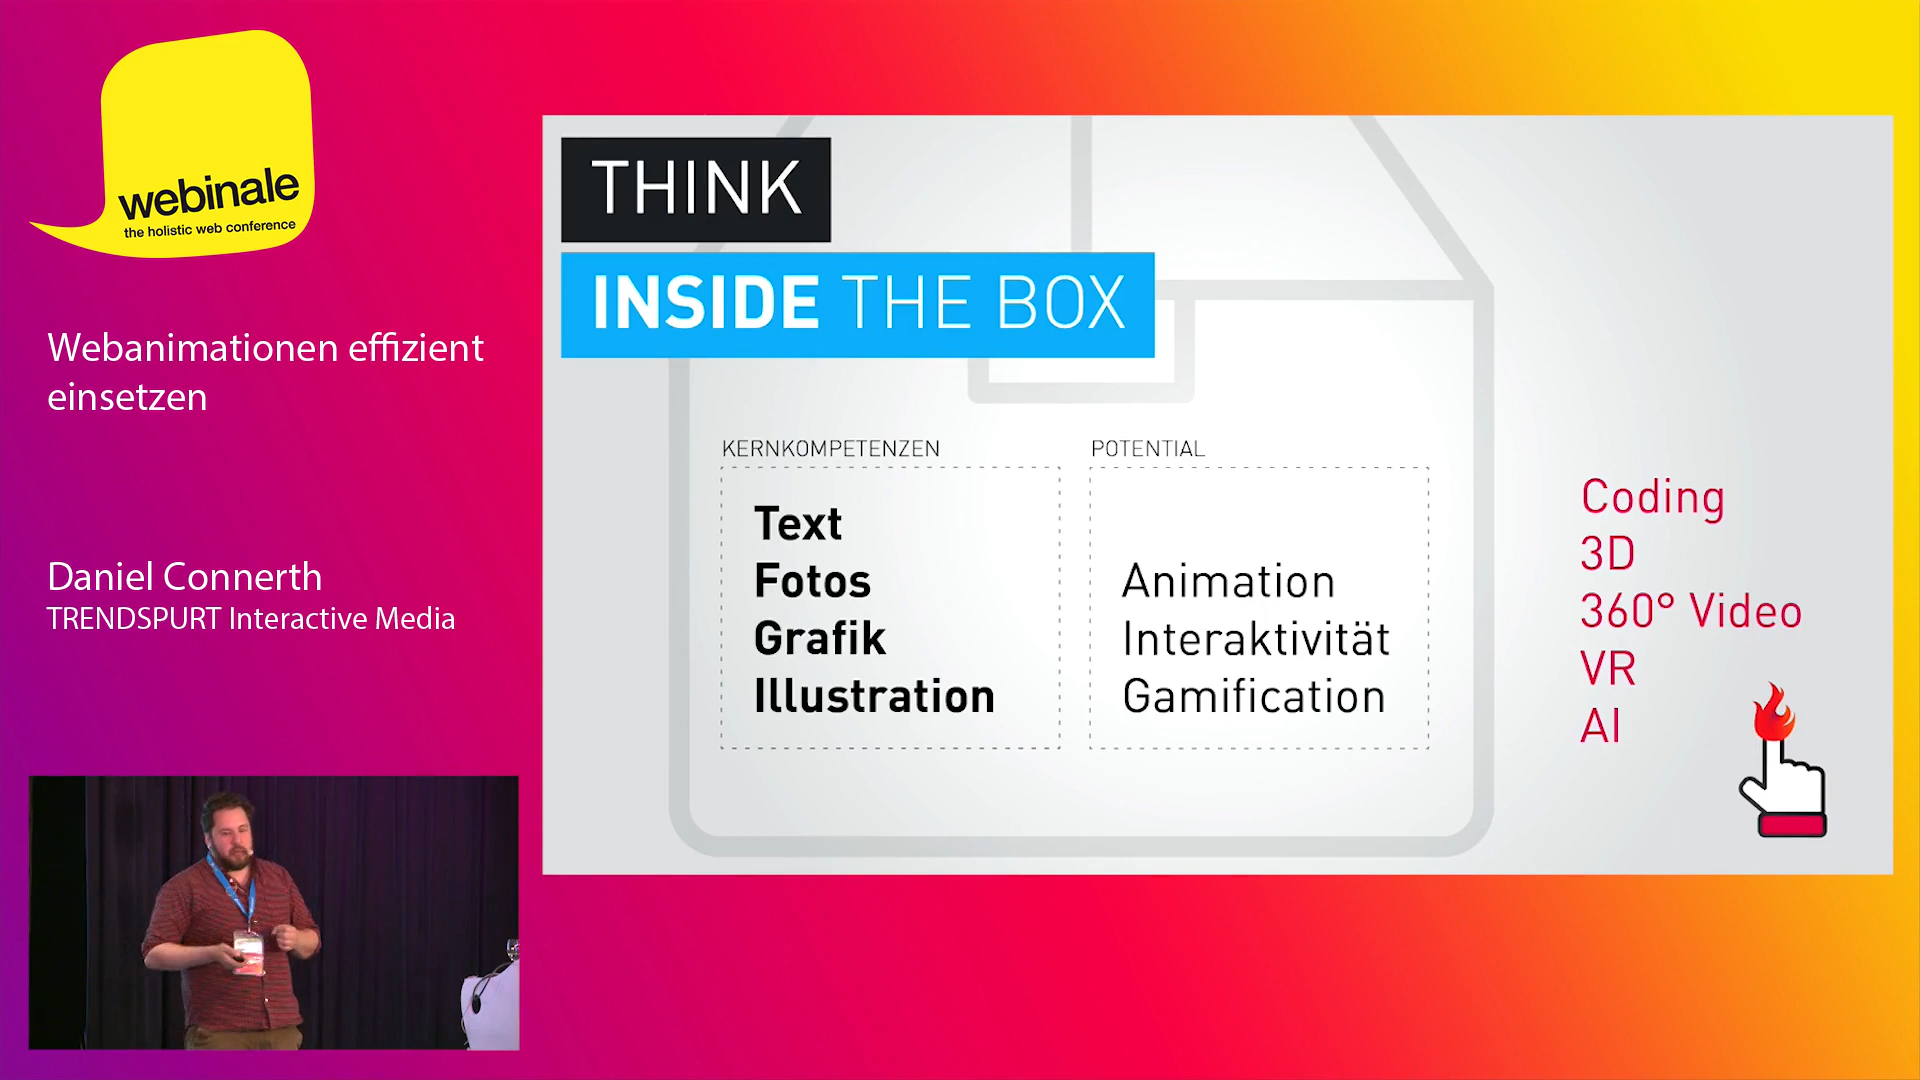 webinale
the holistic web conference
Webanimationen effizient
einsetzen
Daniel Connerth
TRENDSPURT Interactive Media
THINK
INSIDE THE BOX
KERNKOMPETENZEN
Text
Fotos
Grafik
Illustration
POTENTIAL
Animation
Interaktivität
Gamification
Coding
3D
360° Video
VR
AI